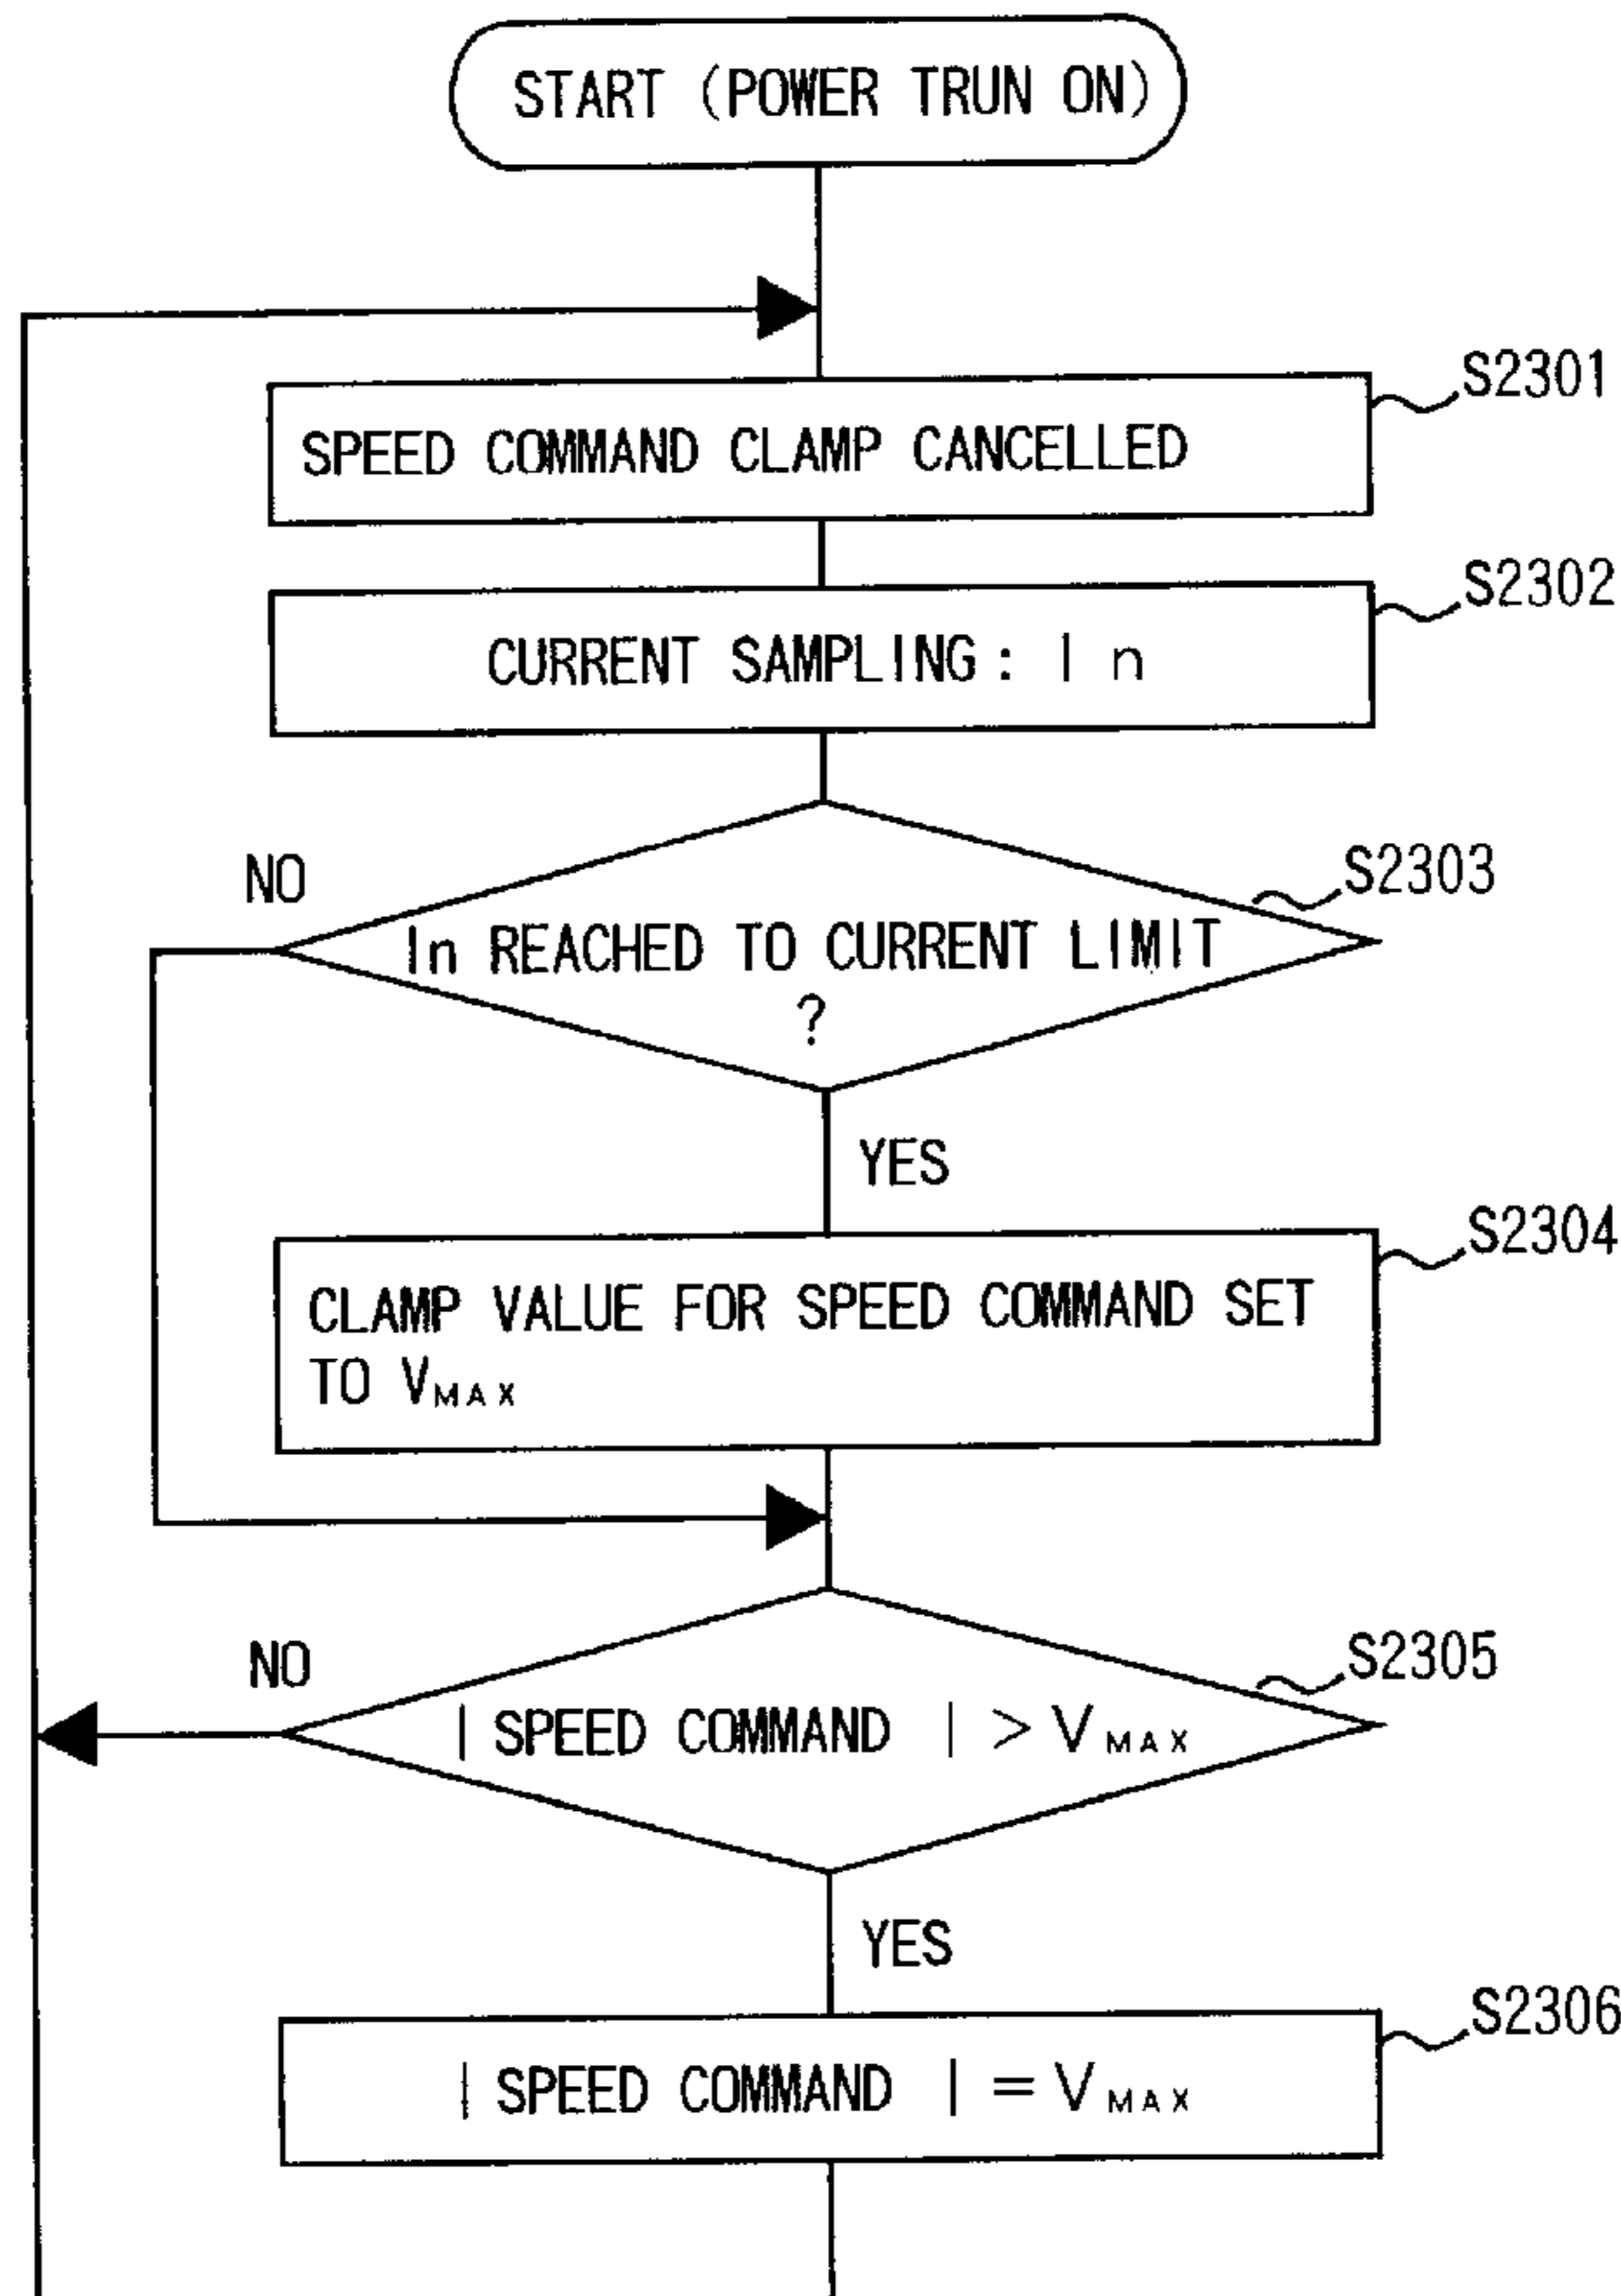 START (POWER TRUN ON)
S2301
SPEED COMMAND CLAMP CANCELLED
S2302
CURRENT SAMPLING: In
S2303
NO
In REACHED TO CURRENT LIMIT
?
YES
S2304
CLAMP VALUE FOR SPEED COMMAND SET
TO VMAX
S2305
NO
| SPEED COMMAND | > VMAX
YES
S2306
| SPEED COMMAND | = VMAX